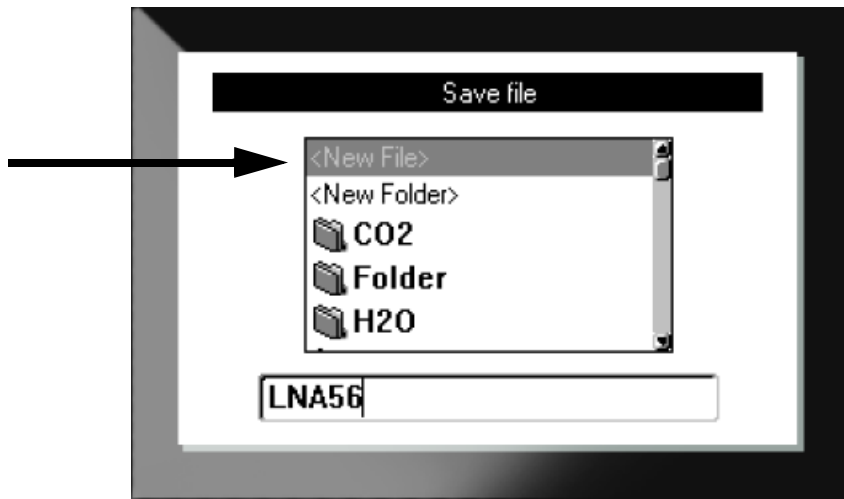 Save file
<New File>
<New Folder>
CO2
Folder
H2O
LNA56